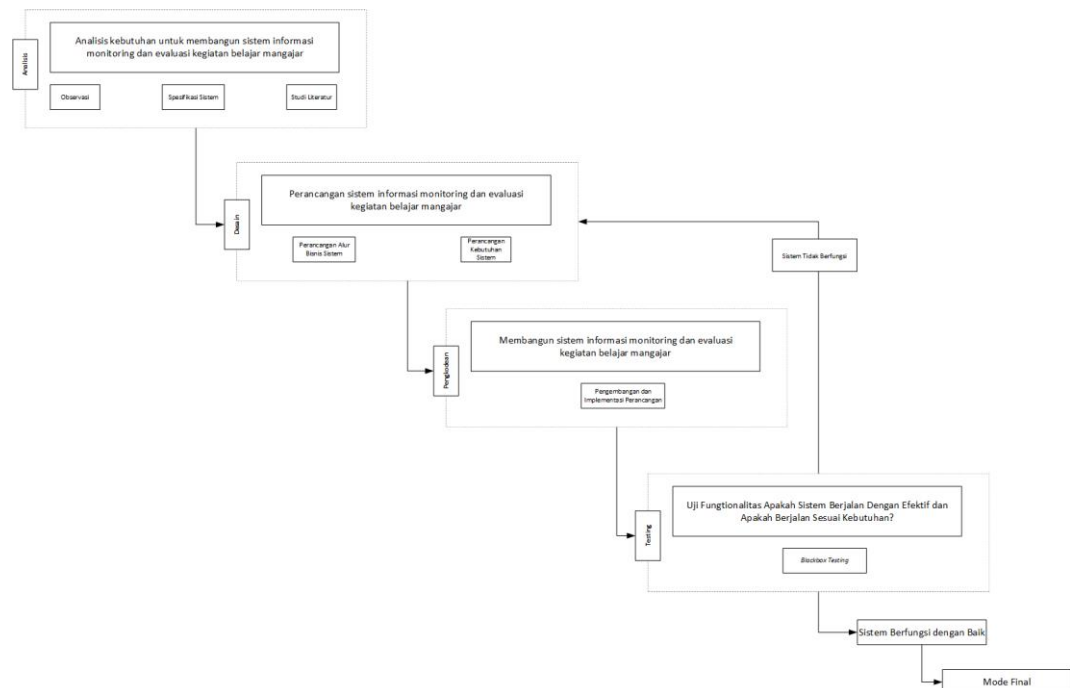 Analisis
Analisis kebutuhan untuk membangun sistem informasi
monitoring dan evaluasi kegiatan belajar mangajar
Observasi
Spesifikasi Sistem
Studi Literatur
Desain
Perancangan sistem informasi monitoring dan evaluasi
kegiatan belajar mangajar
Perancangan Alur
Bisnis Sistem
Perancangan
Kebutuhan
Sistem
Sistem Tidak Berfungsi
Pengkodean
Membangun sistem informasi monitoring dan evaluasi
kegiatan belajar mangajar
Pengembangan dan
Implementasi Perancangan
Testing
Uji Fungtionalitas Apakah Sistem Berjalan Dengan Efektif dan
Apakah Berjalan Sesuai Kebutuhan?
Blackbox Testing
Sistem Berfungsi dengan Baik
Mode Final